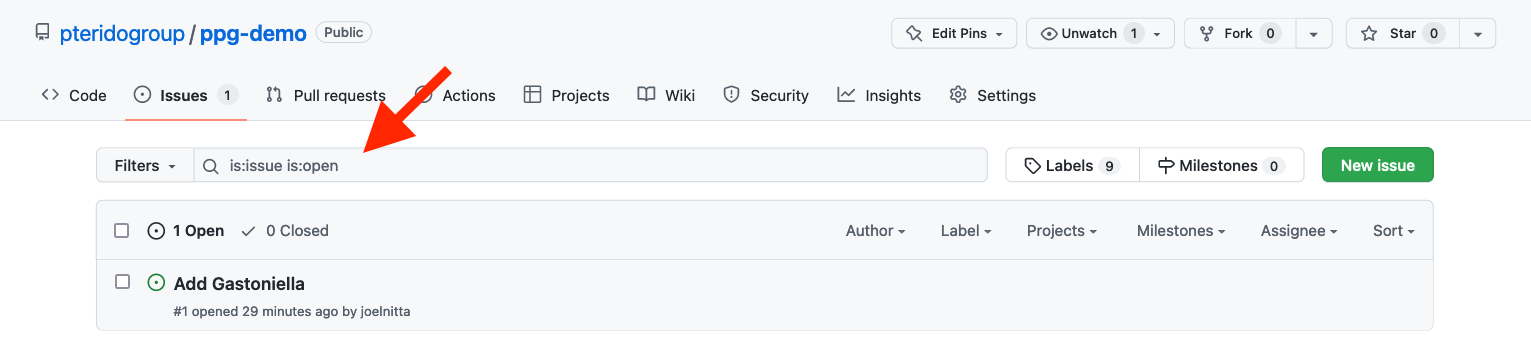 pteridogroup / ppg-demo Public Edit Pins Unwatch 1 Fork 0 Star 0
Code Issues 1 Pull requests Actions Projects Wiki Security Insights Settings
Filters is:issue is:open Labels 9 Milestones 0 New issue
1 Open 0 Closed Author Label Projects Milestones Assignee Sort
Add Gastoniella
#1 opened 29 minutes ago by joelnitta